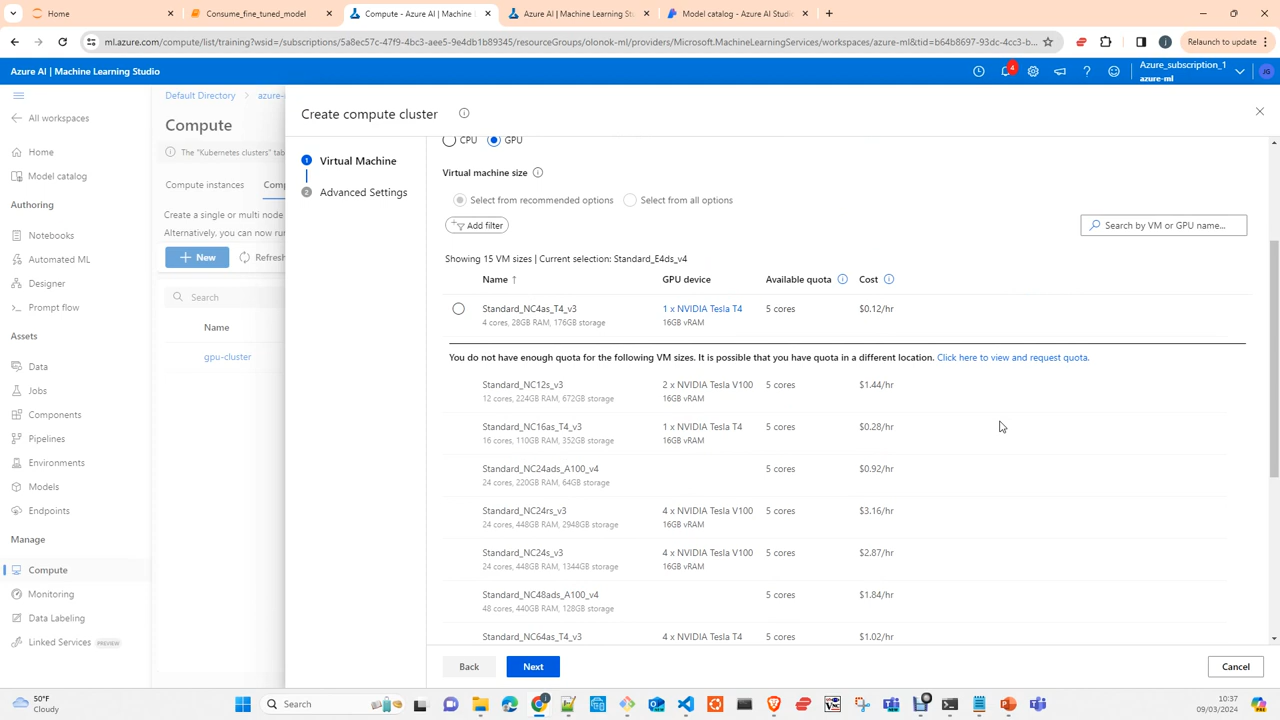 Home
Consume_fine_tuned_model
Compute - Azure AI | Machine L
Azure AI | Machine Learning Stu
Model catalog - Azure AI Studio
ml.azure.com/compute/list/training?wsid=/subscriptions/5a8ec57c-47f9-4bc3-aee5-9e4db1b89345/resourceGroups/olonok-ml/providers/Microsoft.MachineLearningServices/workspaces/azure-ml&tid=b64b8697-93dc-4cc3-b...
Relaunch to update
Azure AI | Machine Learning Studio
4
Azure_subscription_1
azure-ml
JG
All workspaces
Home
Model catalog
Authoring
Notebooks
Automated ML
Designer
Prompt flow
Assets
Data
Jobs
Components
Pipelines
Environments
Models
Endpoints
Manage
Compute
Monitoring
Data Labeling
Linked Services PREVIEW
Default Directory > azure-
Compute
The "Kubernetes clusters" tab
Compute instances Com
Create a single or multi node
Alternatively, you can now run
New Refresh
Search
Name
gpu-cluster
Create compute cluster
1 Virtual Machine
2 Advanced Settings
CPU GPU
Virtual machine size
Select from recommended options Select from all options
Add filter
Search by VM or GPU name...
Showing 15 VM sizes | Current selection: Standard_E4ds_v4
Name ↑ GPU device Available quota Cost
Standard_NC4as_T4_v3 1 x NVIDIA Tesla T4 5 cores $0.12/hr
4 cores, 28GB RAM, 176GB storage 16GB vRAM
You do not have enough quota for the following VM sizes. It is possible that you have quota in a different location. Click here to view and request quota.
Standard_NC12s_v3 2 x NVIDIA Tesla V100 5 cores $1.44/hr
12 cores, 224GB RAM, 672GB storage 16GB vRAM
Standard_NC16as_T4_v3 1 x NVIDIA Tesla T4 5 cores $0.28/hr
16 cores, 110GB RAM, 352GB storage 16GB vRAM
Standard_NC24ads_A100_v4 5 cores $0.92/hr
24 cores, 220GB RAM, 64GB storage
Standard_NC24rs_v3 4 x NVIDIA Tesla V100 5 cores $3.16/hr
24 cores, 448GB RAM, 2948GB storage 16GB vRAM
Standard_NC24s_v3 4 x NVIDIA Tesla V100 5 cores $2.87/hr
24 cores, 448GB RAM, 1344GB storage 16GB vRAM
Standard_NC48ads_A100_v4 5 cores $1.84/hr
48 cores, 440GB RAM, 128GB storage
Standard_NC64as_T4_v3 4 x NVIDIA Tesla T4 5 cores $1.02/hr
Back Next Cancel
50°F
Cloudy
Search
10:37
09/03/2024